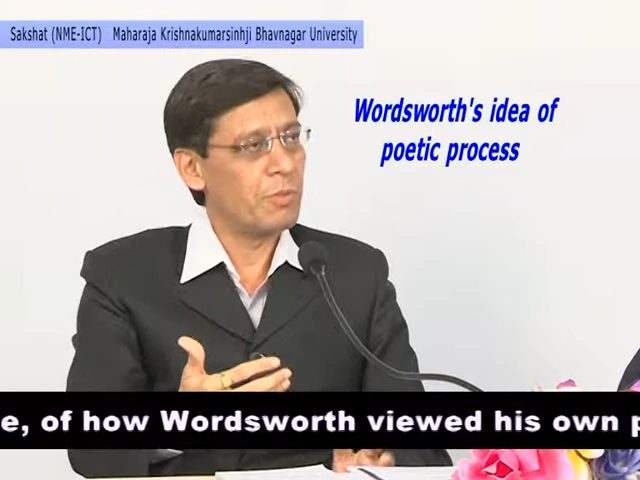 Sakshat (NME-ICT) Maharaja Krishnakumarsinhji Bhavnagar University
Wordsworth's idea of
poetic process
, of how Wordsworth viewed his own